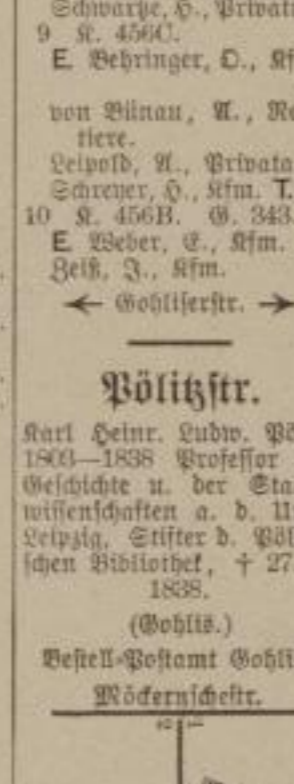 Schwartze, H., Privati
9 K. 456C.
E Behringer, O., Kf
von Bünau, A., Re
tiere.
Leipold, A., Privata
Schreyer, H., Kfm. T.
10 K. 456B. G. 343.
E Weber, E., Kfm.
Zeiß, J., Kfm.
← Gohliserstr. →
Pölitzstr.
Karl Heinr. Ludw. Pö
1803—1838 Professor
Geschichte u. der Sta
wissenschaften a. d. U
Leipzig, Stifter d. Pöl
schen Bibliothek, † 27
1838.
(Gohlis.)
Bestell-Postamt Gohli
Möckernschestr.